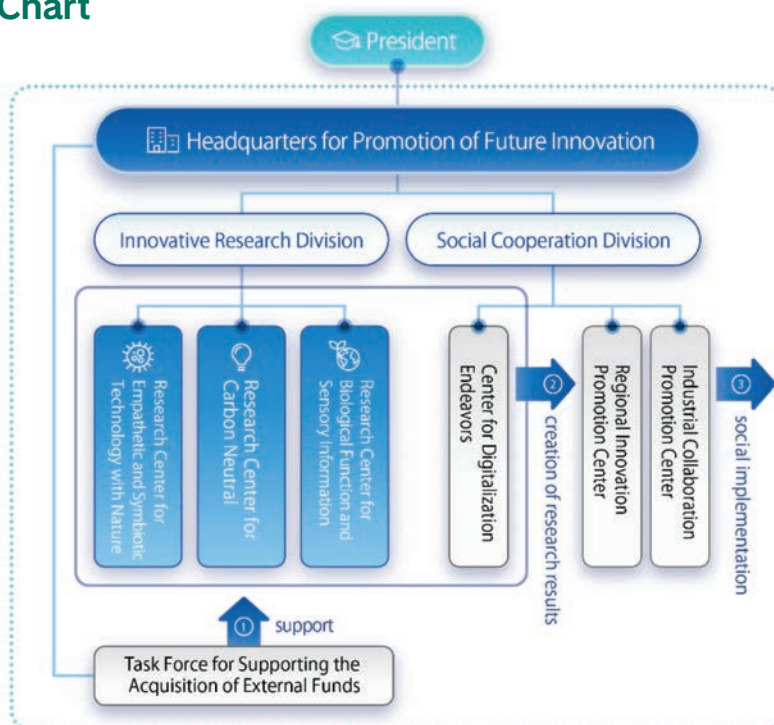 Chart
President
Headquarters for Promotion of Future Innovation
Innovative Research Division
Social Cooperation Division
Research Center for
Empathetic and Symbiotic
Technology with Nature
Research Center for
Carbon Neutral
Research Center for
Biological Function and
Sensory Information
Center for Digitalization
Endeavors
②
creation of research results
Regional Innovation
Promotion Center
Industrial Collaboration
Promotion Center
③
social implementation
① support
Task Force for Supporting the
Acquisition of External Funds